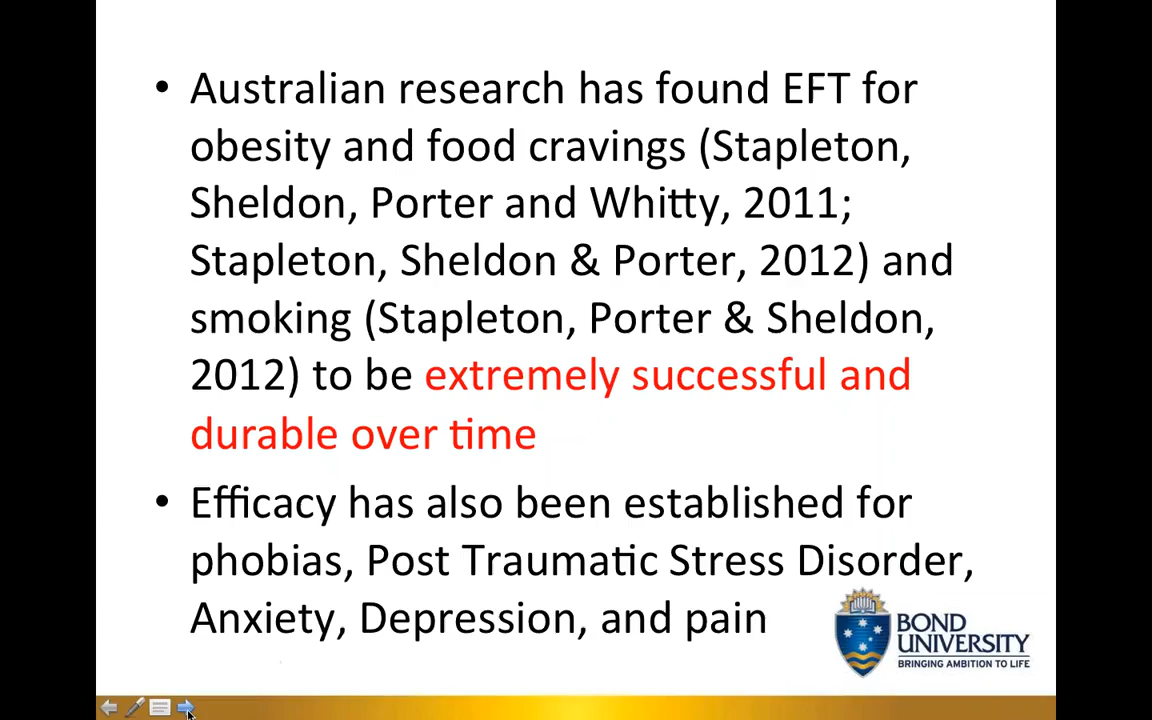 • Australian research has found EFT for
obesity and food cravings (Stapleton,
Sheldon, Porter and Whitty, 2011;
Stapleton, Sheldon & Porter, 2012) and
smoking (Stapleton, Porter & Sheldon,
2012) to be extremely successful and
durable over time
• Efficacy has also been established for
phobias, Post Traumatic Stress Disorder,
Anxiety, Depression, and pain
BOND
UNIVERSITY
BRINGING AMBITION TO LIFE